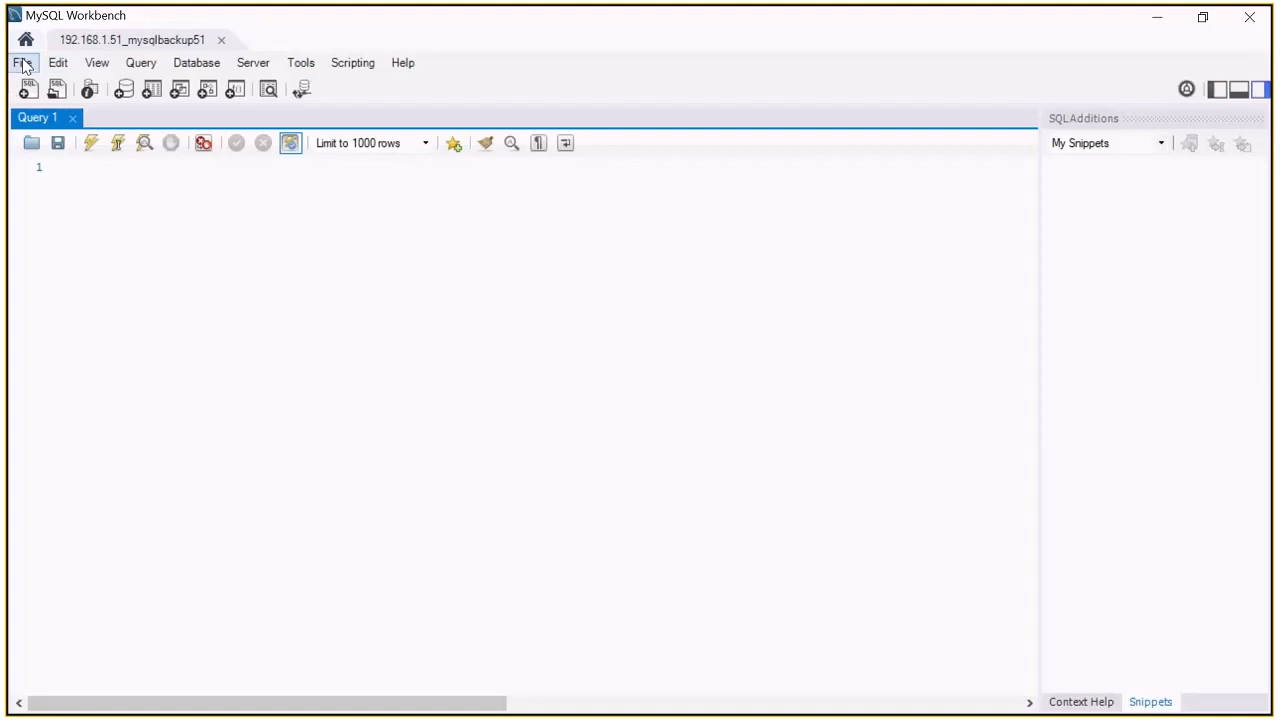 MySQL Workbench
192.168.1.51_mysqlbackup51
File Edit View Query Database Server Tools Scripting Help
Query 1
SQLAdditions
Limit to 1000 rows
My Snippets
1
Context Help Snippets